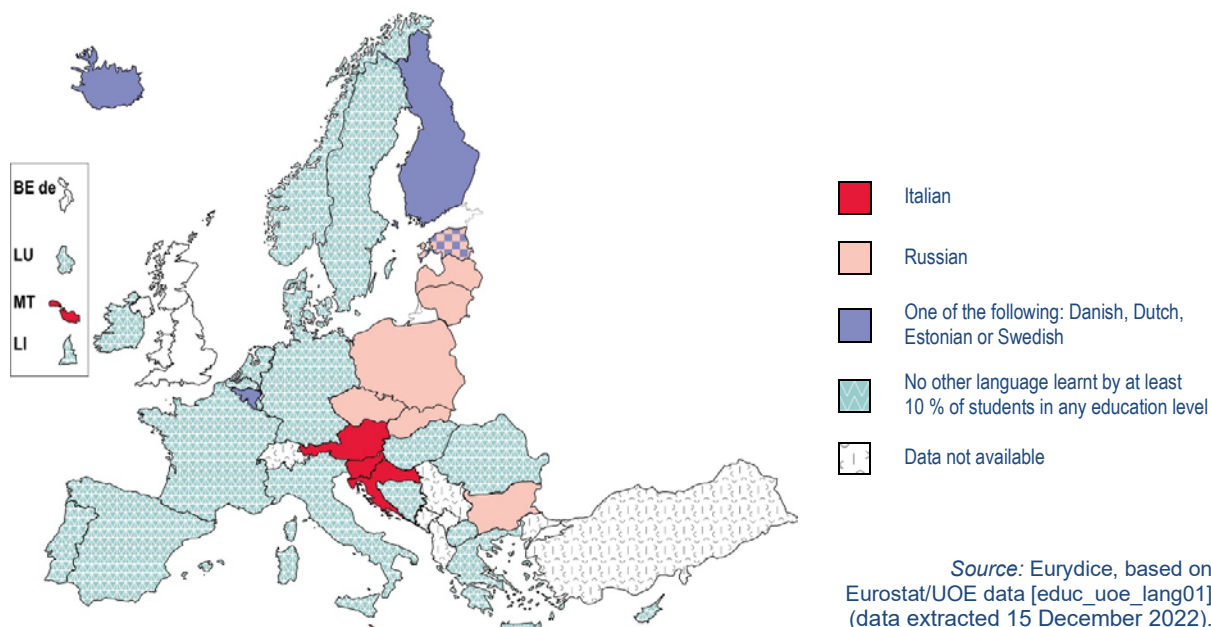 BE de
LU
MT
LI
Italian
Russian
One of the following: Danish, Dutch,
Estonian or Swedish
No other language learnt by at least
10 % of students in any education level
Data not available
Source: Eurydice, based on
Eurostat/UOE data [educ_uoe_lang01]
(data extracted 15 December 2022).